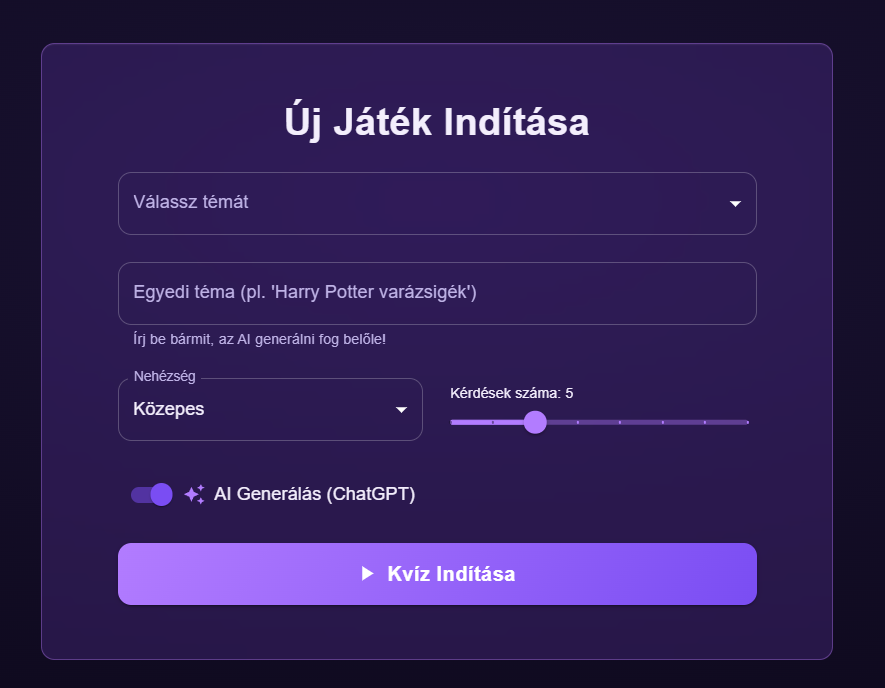 Új Játék Indítása
Válassz témát
Egyedi téma (pl. 'Harry Potter varázsigék')
Írj be bármit, az AI generálni fog belőle!
Nehézség
Közepes
Kérdések száma: 5
AI Generálás (ChatGPT)
Kvíz Indítása